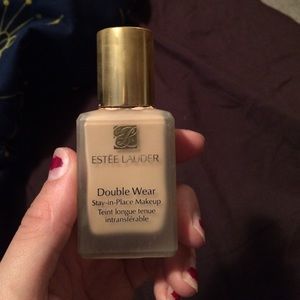 ESTĒE LAUDER
Double Wear
Stay-in-Place Makeup
Teint longue tenue
intransférable